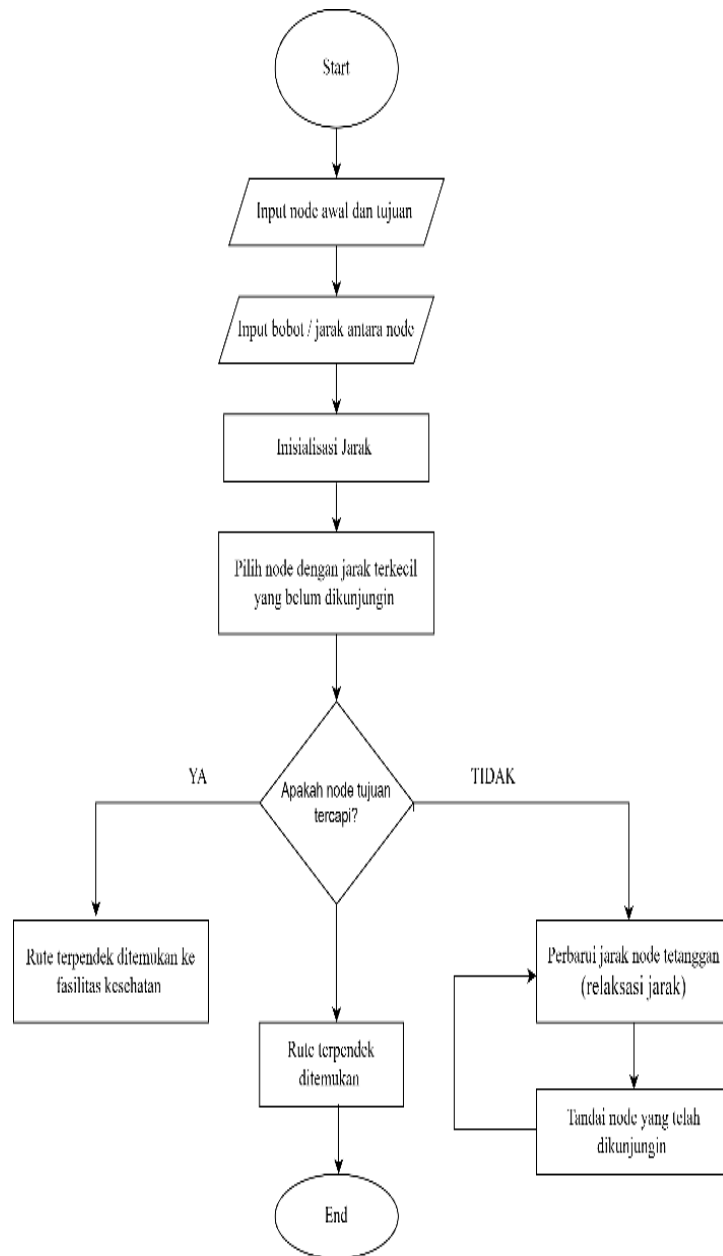 Start
Input node awal dan tujuan
Input bobot / jarak antara node
Inisialisasi Jarak
Pilih node dengan jarak terkecil
yang belum dikunjungin
Apakah node tujuan
tercapi?
YA
TIDAK
Rute terpendek ditemukan ke
fasilitas kesehatan
Perbarui jarak node tetanggan
(relaksasi jarak)
Rute terpendek
ditemukan
Tandai node yang telah
dikunjungin
End